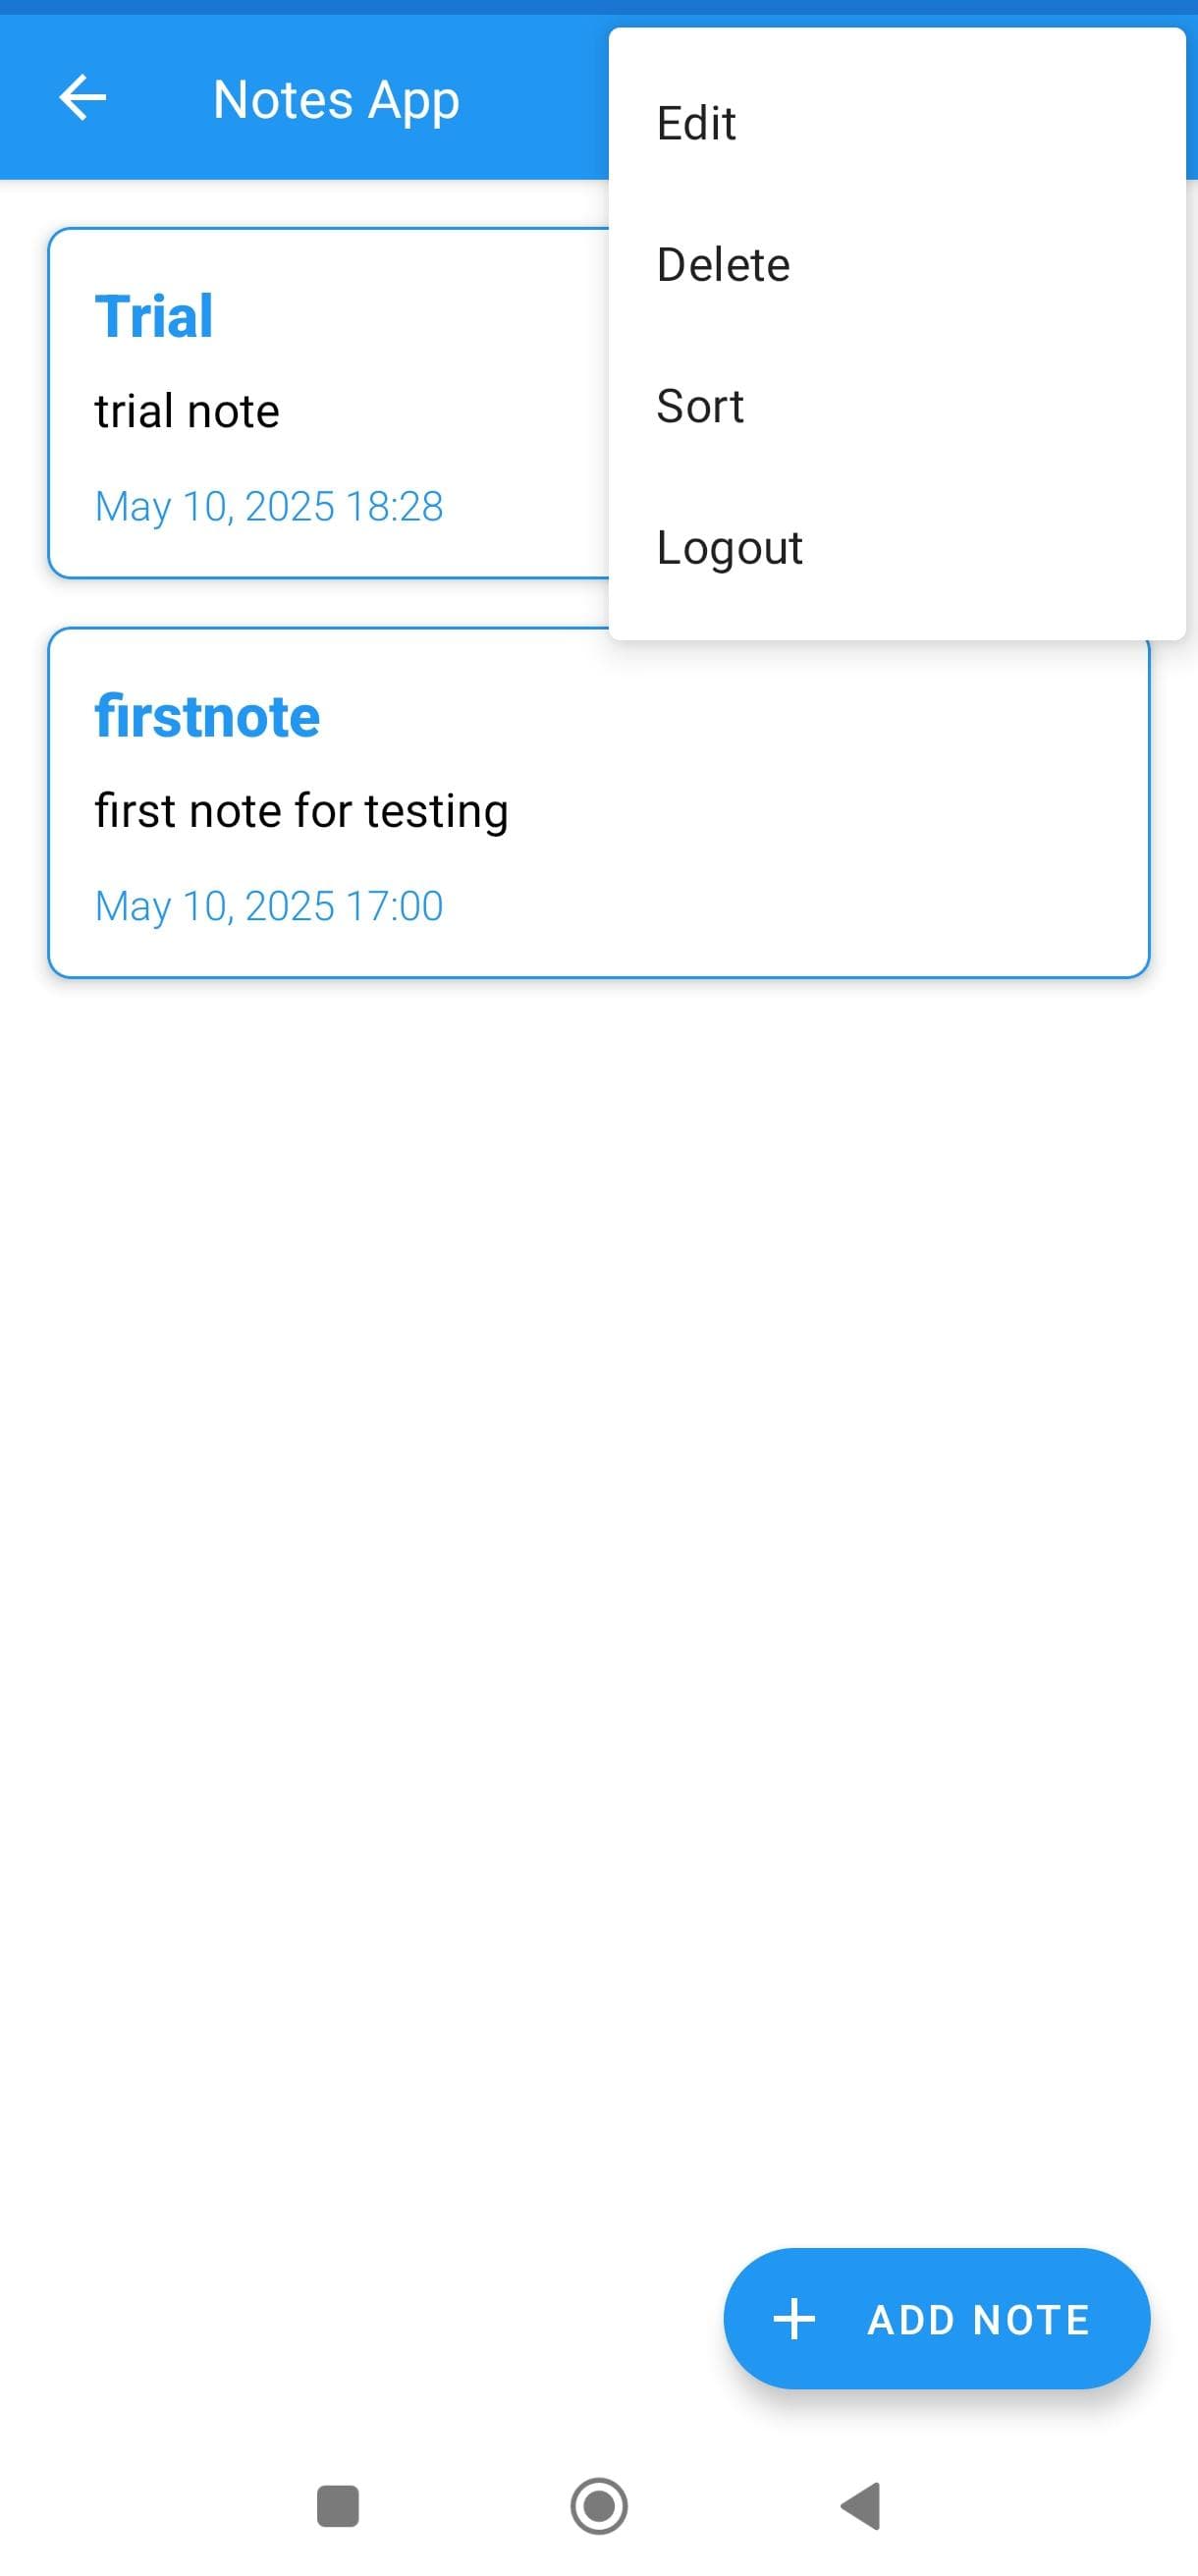 Notes App
Edit
Delete
Sort
Logout
Trial
trial note
May 10, 2025 18:28
firstnote
first note for testing
May 10, 2025 17:00
ADD NOTE